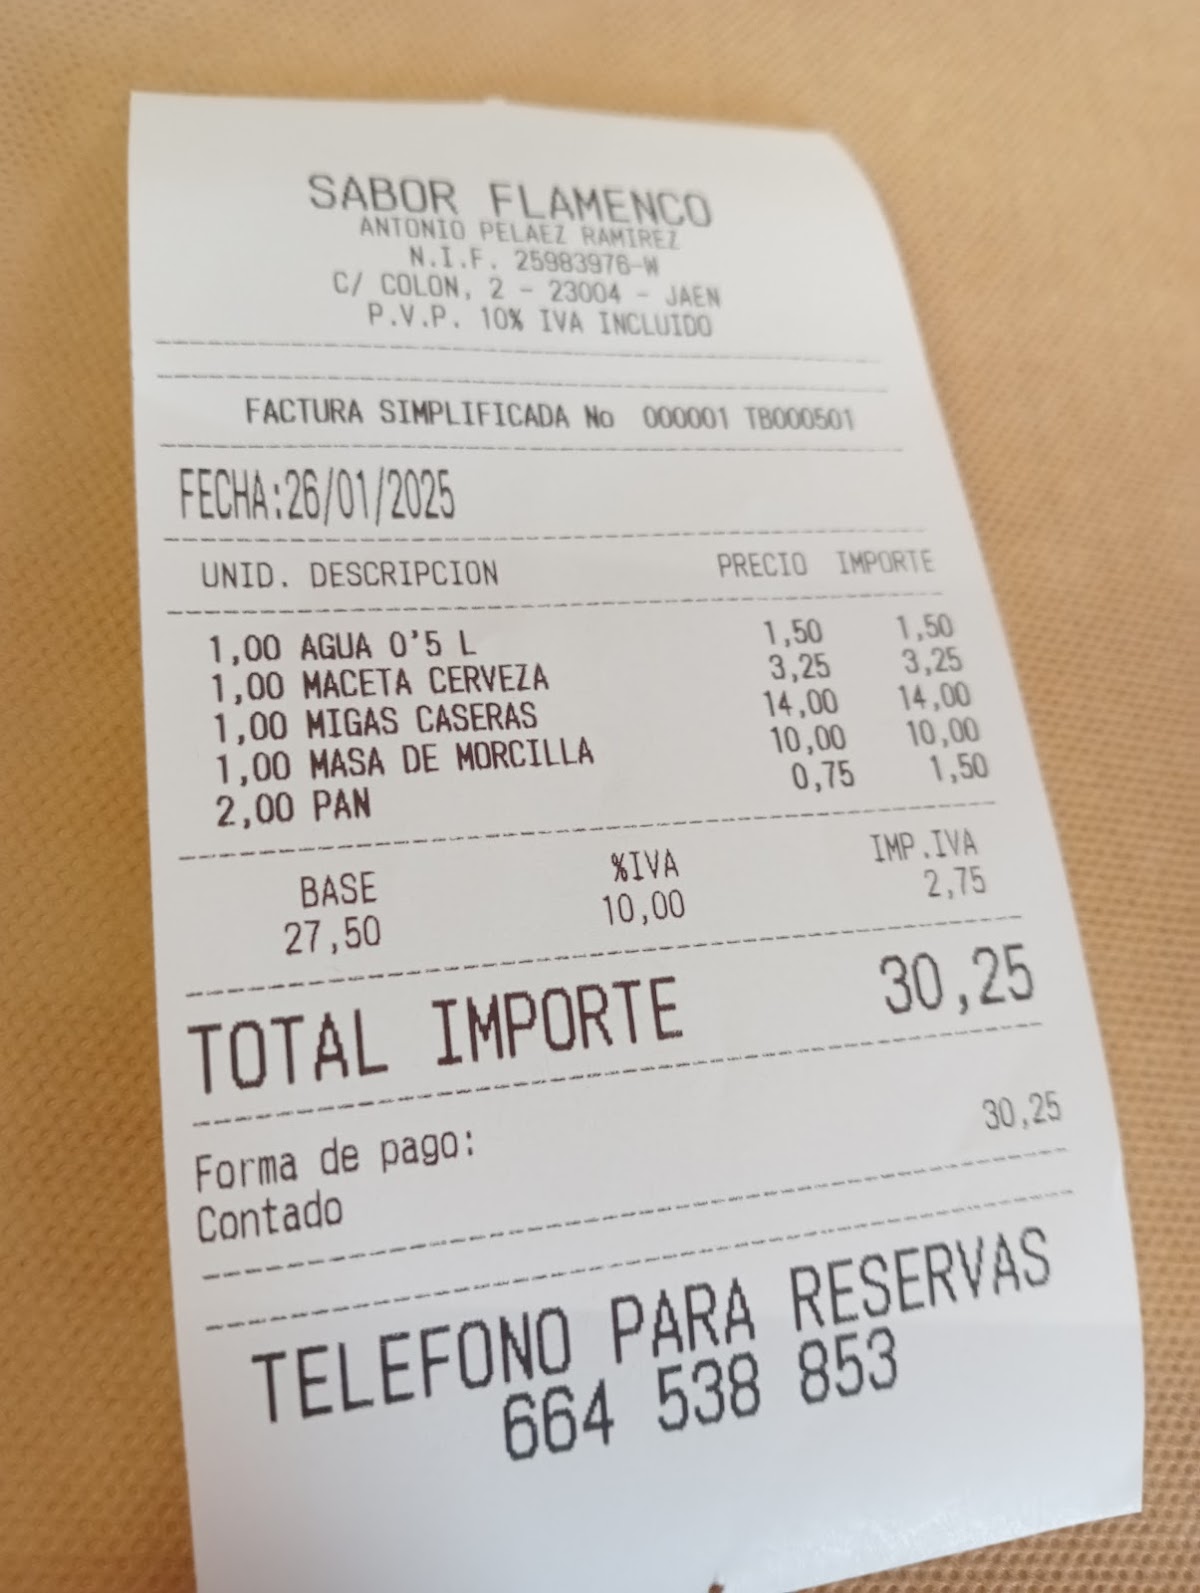 SABOR FLAMENCO
ANTONIO PELAEZ RAMIREZ
N.I.F. 25983976-W
C/ COLON, 2 - 23004 - JAEN
P.V.P. 10% IVA INCLUIDO
FACTURA SIMPLIFICADA No 000001 TB000501
FECHA:26/01/2025
UNID. DESCRIPCION PRECIO IMPORTE
1,00 AGUA 0'5 L 1,50 1,50
1,00 MACETA CERVEZA 3,25 3,25
1,00 MIGAS CASERAS 14,00 14,00
1,00 MASA DE MORCILLA 10,00 10,00
2,00 PAN 0,75 1,50
BASE %IVA IMP.IVA
27,50 10,00 2,75
TOTAL IMPORTE 30,25
Forma de pago: 30,25
Contado
TELEFONO PARA RESERVAS
664 538 853